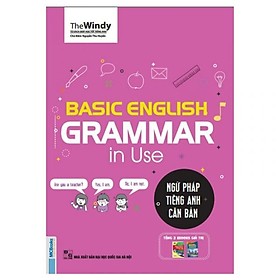 TheWindy
Chủ biên: Nguyễn Thu Huyền
BASIC ENGLISH
GRAMMAR
in Use
NGỮ PHÁP
TIẾNG ANH
CĂN BẢN
Are you a teacher?
Yes, I am.
No, I am not.
MCBooks
NHÀ XUẤT BẢN ĐẠI HỌC QUỐC GIA HÀ NỘI